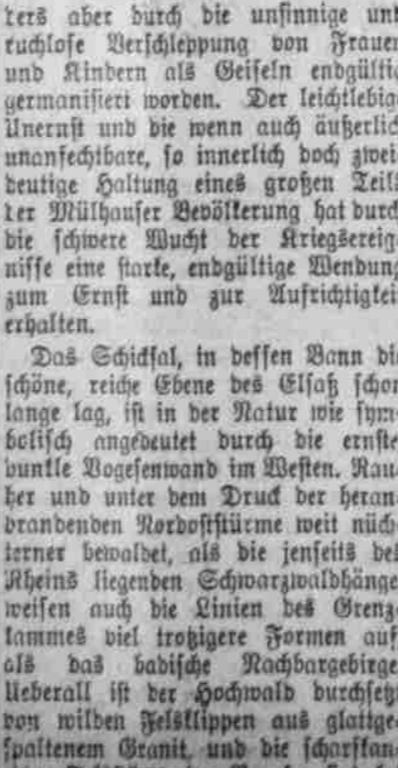 ters aber durch die unsinnige und
ruchlose Verschleppung von Frauen
und Kindern als Geiseln endgültig
germanisiert worden. Der leichtlebig
Unernst und die wenn auch äußerlich
unanfechtbare, so innerlich doch zwei-
deutige Haltung eines großen Teils
der Mülhauser Bevölkerung hat durch
die schwere Wucht der Kriegsereig-
nisse eine starke, endgültige Wendung
zum Ernst und zur Aufrichtigkeit
erhalten.
Das Schicksal, in dessen Bann die
schöne, reiche Ebene des Elsaß schon
lange lag, ist in der Natur wie sym-
bolisch angedeutet durch die ernste
dunkle Vogesenwand im Westen. Rau-
her und unter dem Druck der heran-
brandenden Nordoststürme weit nüch-
terner bewaldet, als die jenseits des
Rheins liegenden Schwarzwaldhänge
weisen auch die Linien des Grenz-
kammes viel trotzigere Formen auf
als das badische Nachbargebirge
Ueberall ist der Hochwald durchsetzt
von wilden Felsklippen aus glattge-
spaltenem Granit, und die scharfkan-